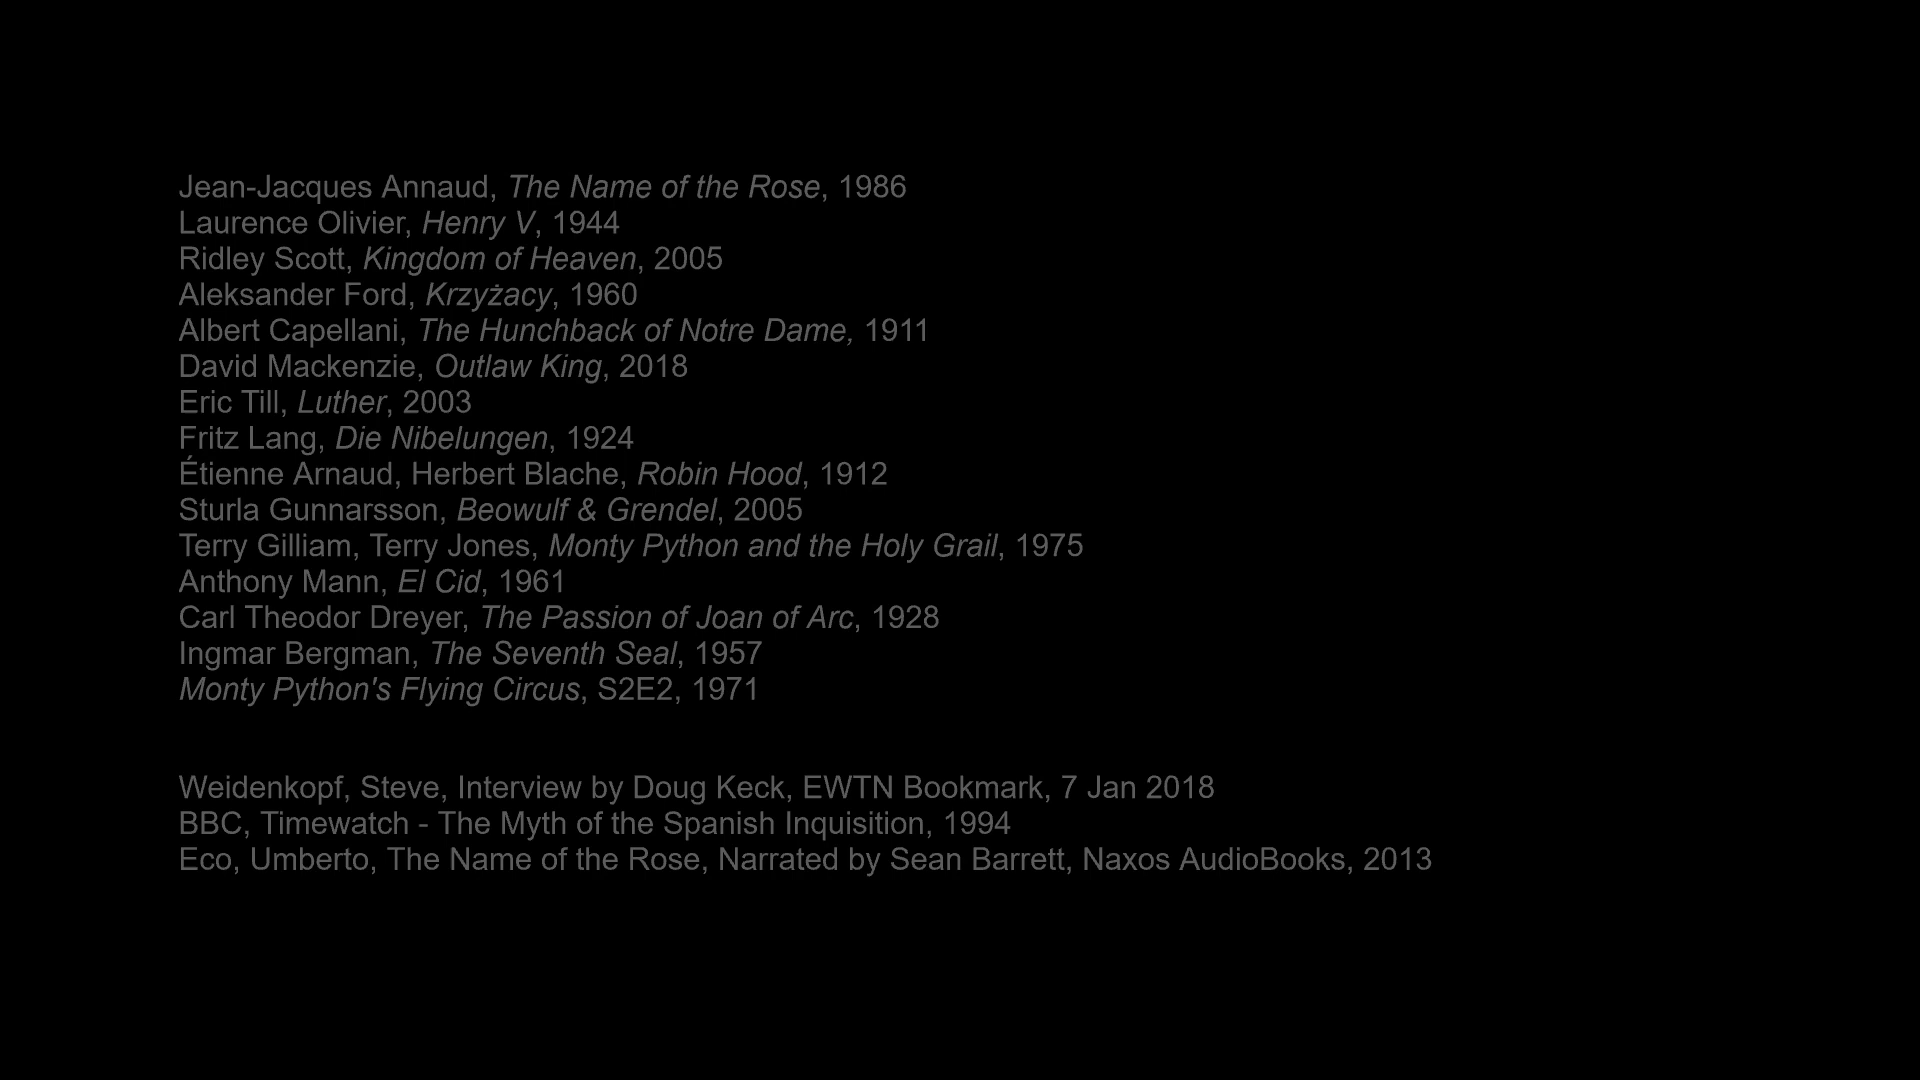 Jean-Jacques Annaud, The Name of the Rose, 1986
Laurence Olivier, Henry V, 1944
Ridley Scott, Kingdom of Heaven, 2005
Aleksander Ford, Krzyżacy, 1960
Albert Capellani, The Hunchback of Notre Dame, 1911
David Mackenzie, Outlaw King, 2018
Eric Till, Luther, 2003
Fritz Lang, Die Nibelungen, 1924
Étienne Arnaud, Herbert Blache, Robin Hood, 1912
Sturla Gunnarsson, Beowulf & Grendel, 2005
Terry Gilliam, Terry Jones, Monty Python and the Holy Grail, 1975
Anthony Mann, El Cid, 1961
Carl Theodor Dreyer, The Passion of Joan of Arc, 1928
Ingmar Bergman, The Seventh Seal, 1957
Monty Python's Flying Circus, S2E2, 1971
Weidenkopf, Steve, Interview by Doug Keck, EWTN Bookmark, 7 Jan 2018
BBC, Timewatch - The Myth of the Spanish Inquisition, 1994
Eco, Umberto, The Name of the Rose, Narrated by Sean Barrett, Naxos AudioBooks, 2013